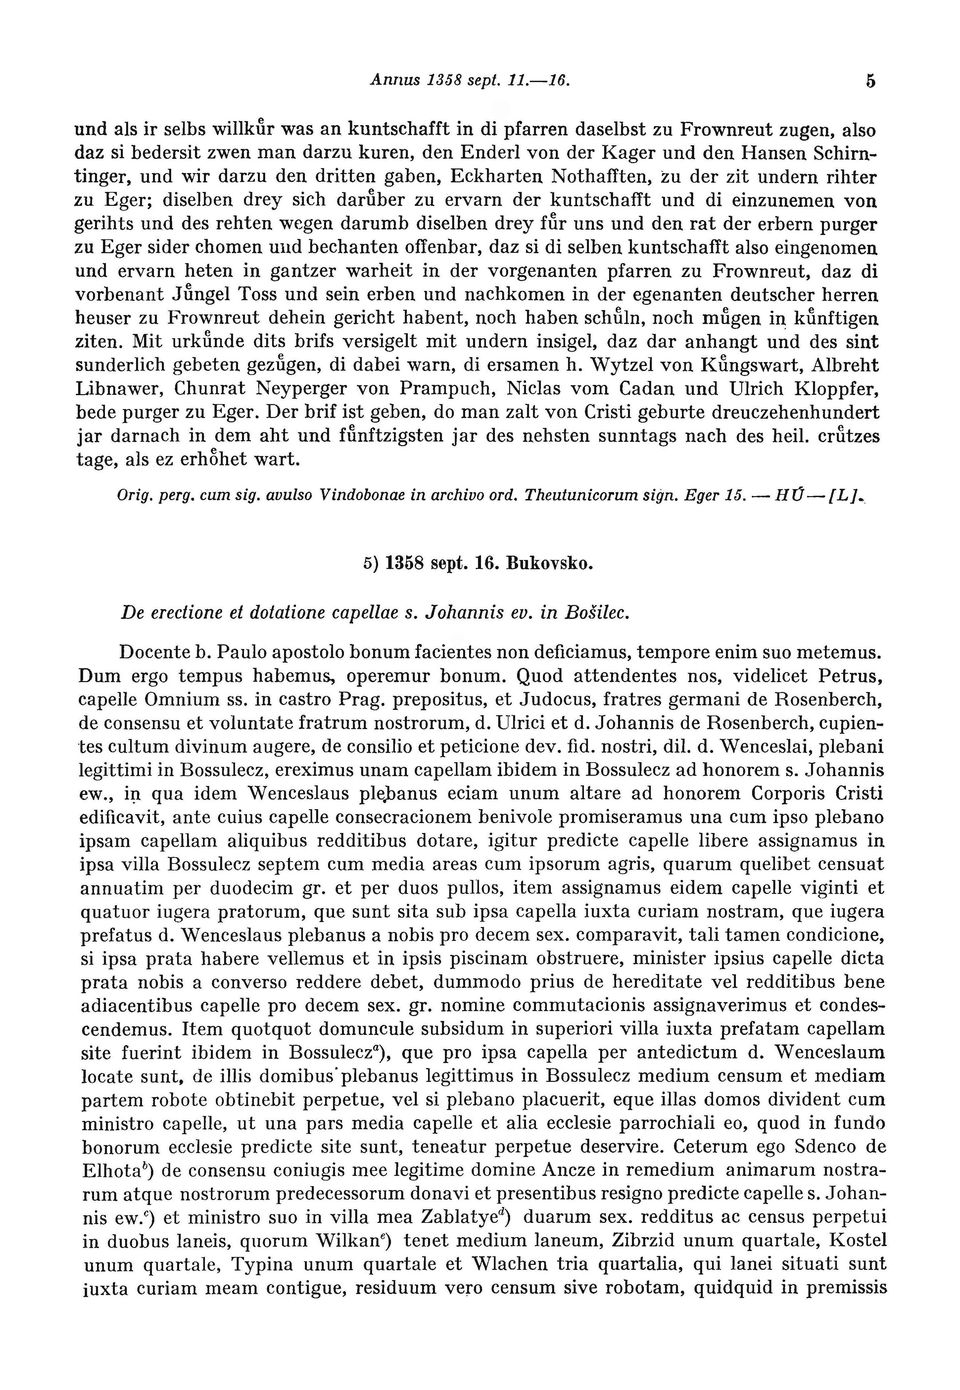 Annus 1358 sept. 11.—16. 5
und als ir selbs willkůr was an kuntschafft in di pfarren daselbst zu Frownreut zugen, also
daz si bedersit zwen man darzu kuren, den Enderl von der Kager und den Hansen Schirn-
tinger, und wir darzu den dritten gaben, Eckharten Nothafften, zu der zit undern rihter
zu Eger; diselben drey sich darůber zu ervarn der kuntschafft und di einzunemen von
gerihts und des rehten wegen darumb diselben drey fůr uns und den rat der erbern purger
zu Eger sider chomen und bechanten offenbar, daz si di selben kuntschafft also eingenomen
und ervarn heten in gantzer warheit in der vorgenanten pfarren zu Frownreut, daz di
vorbenant Jůngel Toss und sein erben und nachkomen in der egenanten deutscher herren
heuser zu Frownreut dehein gericht habent, noch haben schůln, noch můgen in kůnftigen
ziten. Mit urkůnde dits brifs versigelt mit undern insigel, daz dar anhangt und des sint
sunderlich gebeten gezůgen, di dabei warn, di ersamen h. Wytzel von Kůngswart, Albreht
Libnawer, Chunrat Neyperger von Prampuch, Niclas vom Cadan und Ulrich Kloppfer,
bede purger zu Eger. Der brif ist geben, do man zalt von Cristi geburte dreuczehenhundert
jar darnach in dem aht und fůnftzigsten jar des nehsten sunntags nach des heil. crůtzes
tage, als ez erho̊het wart.
Orig. perg. cum sig. avulso Vindobonae in archivo ord. Theutunicorum sign. Eger 15. — HÚ—[L].
5) 1358 sept. 16. Bukovsko.
De erectione et dotatione capellae s. Johannis ev. in Bošilec.
Docente b. Paulo apostolo bonum facientes non deficiamus, tempore enim suo metemus.
Dum ergo tempus habemus, operemur bonum. Quod attendentes nos, videlicet Petrus,
capelle Omnium ss. in castro Prag. prepositus, et Judocus, fratres germani de Rosenberch,
de consensu et voluntate fratrum nostrorum, d. Ulrici et d. Johannis de Rosenberch, cupien-
tes cultum divinum augere, de consilio et peticione dev. fid. nostri, dil. d. Wenceslai, plebani
legittimi in Bossulecz, ereximus unam capellam ibidem in Bossulecz ad honorem s. Johannis
ew., in qua idem Wenceslaus plebanus eciam unum altare ad honorem Corporis Cristi
edificavit, ante cuius capelle consecracionem benivole promiseramus una cum ipso plebano
ipsam capellam aliquibus redditibus dotare, igitur predicte capelle libere assignamus in
ipsa villa Bossulecz septem cum media areas cum ipsorum agris, quarum quelibet censuat
annuatim per duodecim gr. et per duos pullos, item assignamus eidem capelle viginti et
quatuor iugera pratorum, que sunt sita sub ipsa capella iuxta curiam nostram, que iugera
prefatus d. Wenceslaus plebanus a nobis pro decem sex. comparavit, tali tamen condicione,
si ipsa prata habere vellemus et in ipsis piscinam obstruere, minister ipsius capelle dicta
prata nobis a converso reddere debet, dummodo prius de hereditate vel redditibus bene
adiacentibus capelle pro decem sex. gr. nomine commutacionis assignaverimus et condes-
cendemus. Item quotquot domuncule subsidum in superiori villa iuxta prefatam capellam
site fuerint ibidem in Bossuleczᵃ), que pro ipsa capella per antedictum d. Wenceslaum
locate sunt, de illis domibus plebanus legittimus in Bossulecz medium censum et mediam
partem robote obtinebit perpetue, vel si plebano placuerit, eque illas domos divident cum
ministro capelle, ut una pars media capelle et alia ecclesie parrochiali eo, quod in fundo
bonorum ecclesie predicte site sunt, teneatur perpetue deservire. Ceterum ego Sdenco de
Elhotaᵇ) de consensu coniugis mee legitime domine Ancze in remedium animarum nostra-
rum atque nostrorum predecessorum donavi et presentibus resigno predicte capelle s. Johan-
nis ew.ᶜ) et ministro suo in villa mea Zablatyeᵈ) duarum sex. redditus ac census perpetui
in duobus laneis, quorum Wilkanᵉ) tenet medium laneum, Zibrzid unum quartale, Kostel
unum quartale, Typina unum quartale et Wlachen tria quartalia, qui lanei situati sunt
iuxta curiam meam contigue, residuum vero censum sive robotam, quidquid in premissis